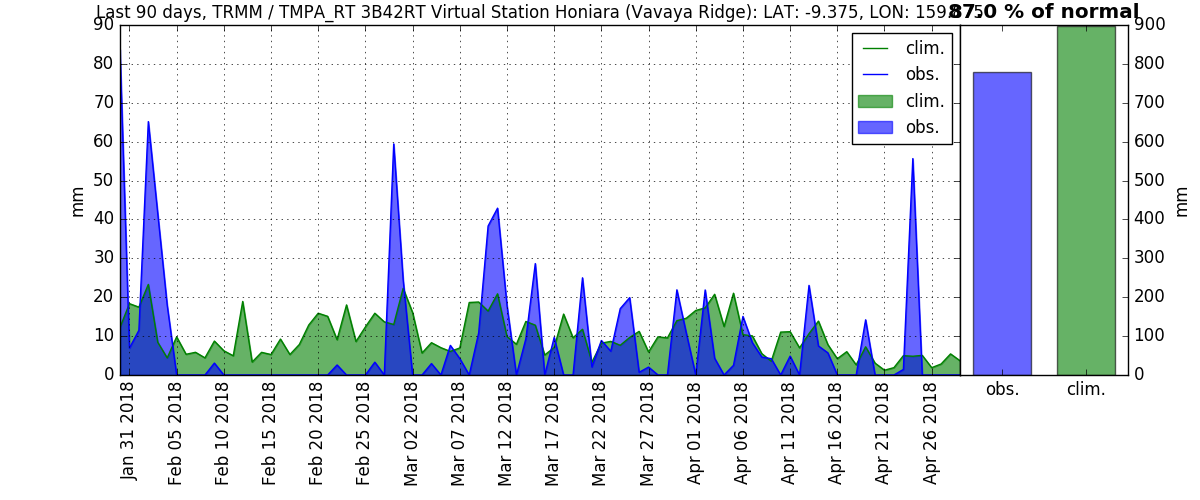 Last 90 days, TRMM / TMPA_RT 3B42RT Virtual Station Honiara (Vavaya Ridge): LAT: -9.375, LON: 159
87.0 % of normal
90
80
70
60
50
40
30
20
10
0
mm
clim.
obs.
clim.
obs.
900
800
700
600
500
400
300
200
100
0
mm
Jan 31 2018
Feb 05 2018
Feb 10 2018
Feb 15 2018
Feb 20 2018
Feb 25 2018
Mar 02 2018
Mar 07 2018
Mar 12 2018
Mar 17 2018
Mar 22 2018
Mar 27 2018
Apr 01 2018
Apr 06 2018
Apr 11 2018
Apr 16 2018
Apr 21 2018
Apr 26 2018
obs.
clim.